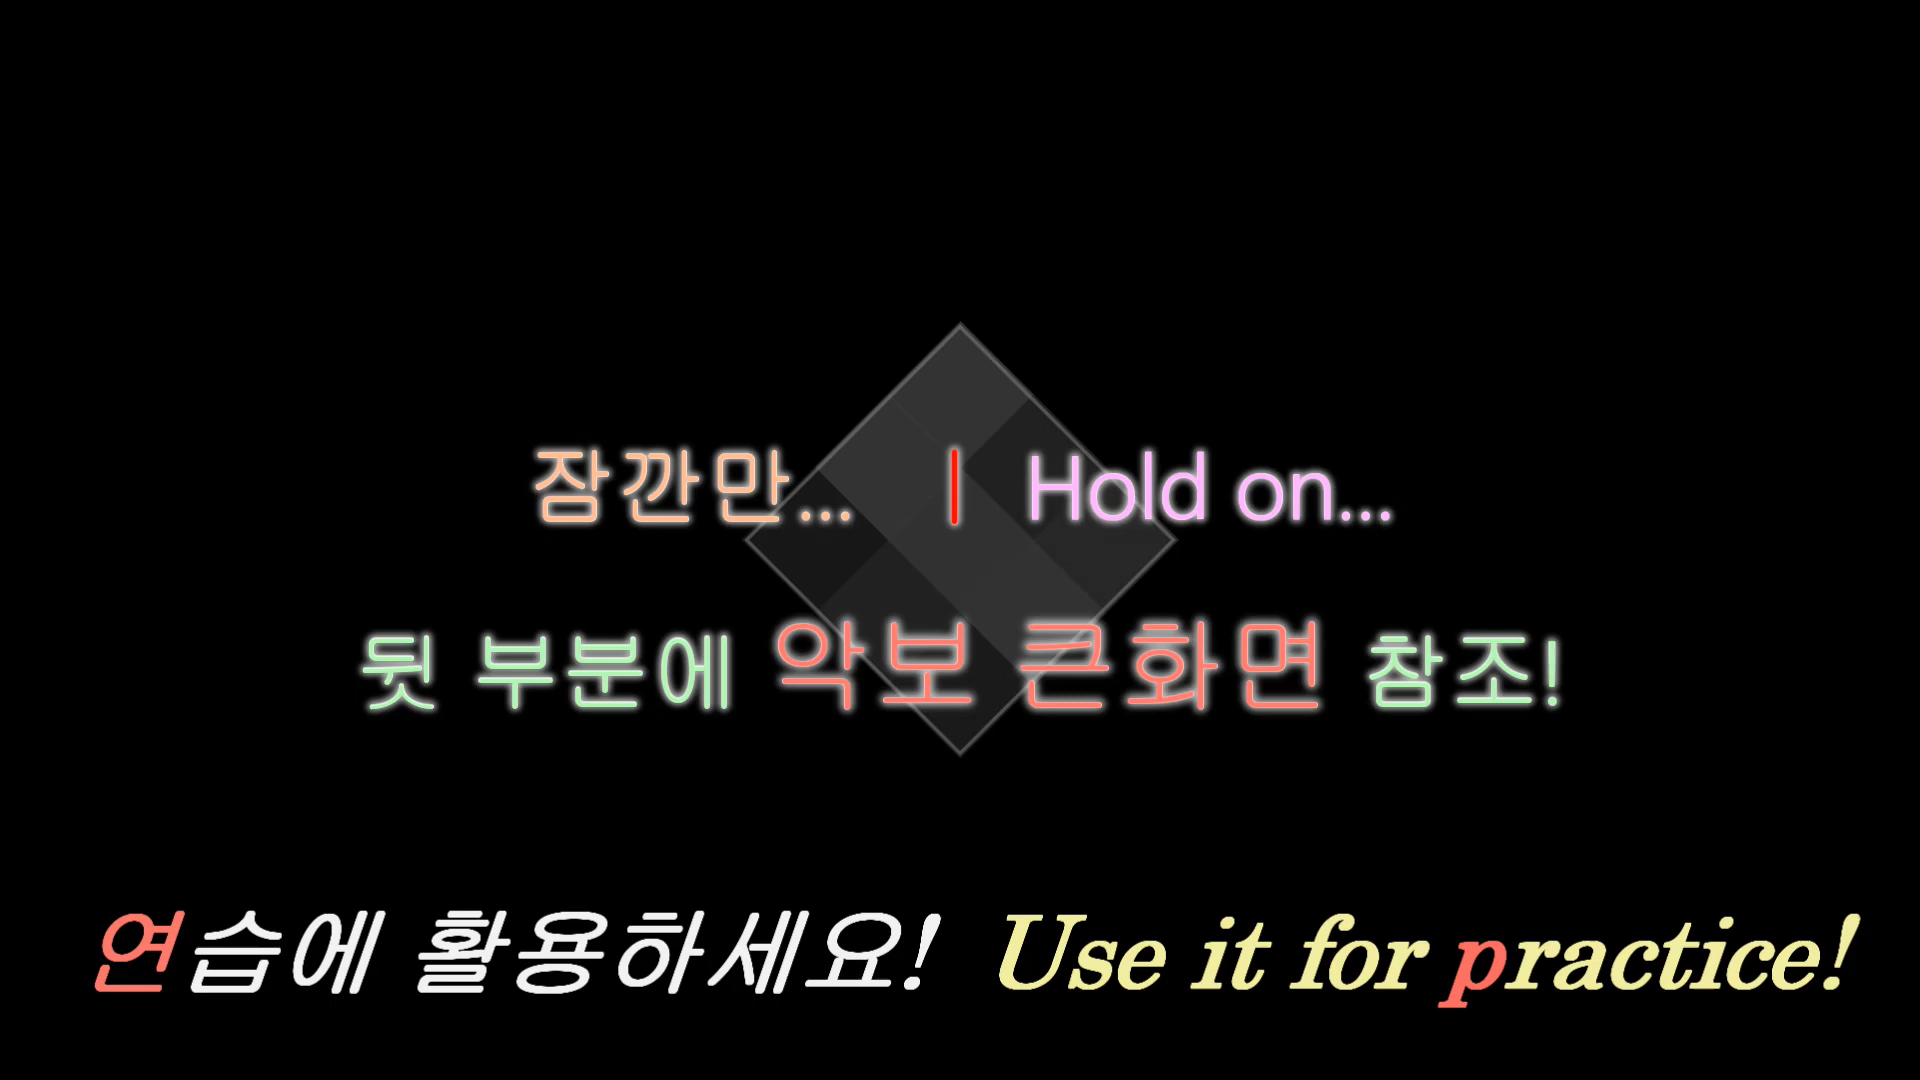 잠깐만... | Hold on...
뒷 부분에 악보 큰화면 참조!
연습에 활용하세요! Use it for practice!